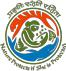 प्रकृतिः रक्षति रक्षिता
Nature Protects if She is Protected